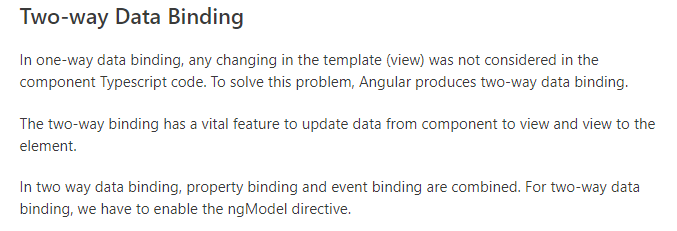 Two-way Data Binding
In one-way data binding, any changing in the template (view) was not considered in the
component Typescript code. To solve this problem, Angular produces two-way data binding.
The two-way binding has a vital feature to update data from component to view and view to the
element.
In two way data binding, property binding and event binding are combined. For two-way data
binding, we have to enable the ngModel directive.